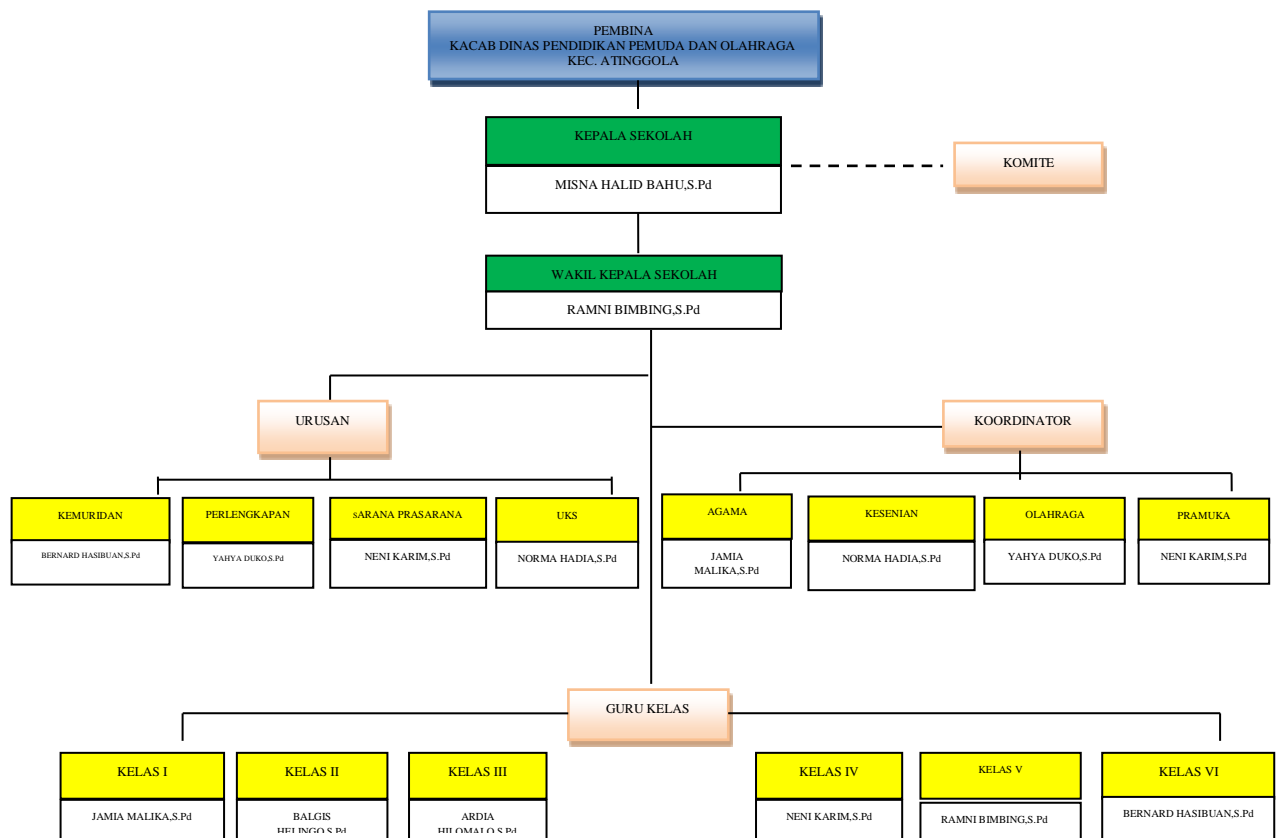 PEMBINA
KACAB DINAS PENDIDIKAN PEMUDA DAN OLAHRAGA
KEC. ATINGGOLA
KEPALA SEKOLAH
MISNA HALID BAHU,S.Pd
KOMITE
WAKIL KEPALA SEKOLAH
RAMNI BIMBING,S.Pd
URUSAN
KOORDINATOR
KEMURIDAN
BERNARD HASIBUAN,S.Pd
PERLENGKAPAN
YAHYA DUKO,S.Pd
sARANA PRASARANA
NENI KARIM,S.Pd
UKS
NORMA HADIA,S.Pd
AGAMA
JAMIA
MALIKA,S.Pd
KESENIAN
NORMA HADIA,S.Pd
OLAHRAGA
YAHYA DUKO,S.Pd
PRAMUKA
NENI KARIM,S.Pd
GURU KELAS
KELAS I
JAMIA MALIKA,S.Pd
KELAS II
BALGIS
HELINGO,S.Pd
KELAS III
ARDIA
HILOMALO,S.Pd
KELAS IV
NENI KARIM,S.Pd
KELAS V
RAMNI BIMBING,S.Pd
KELAS VI
BERNARD HASIBUAN,S.Pd